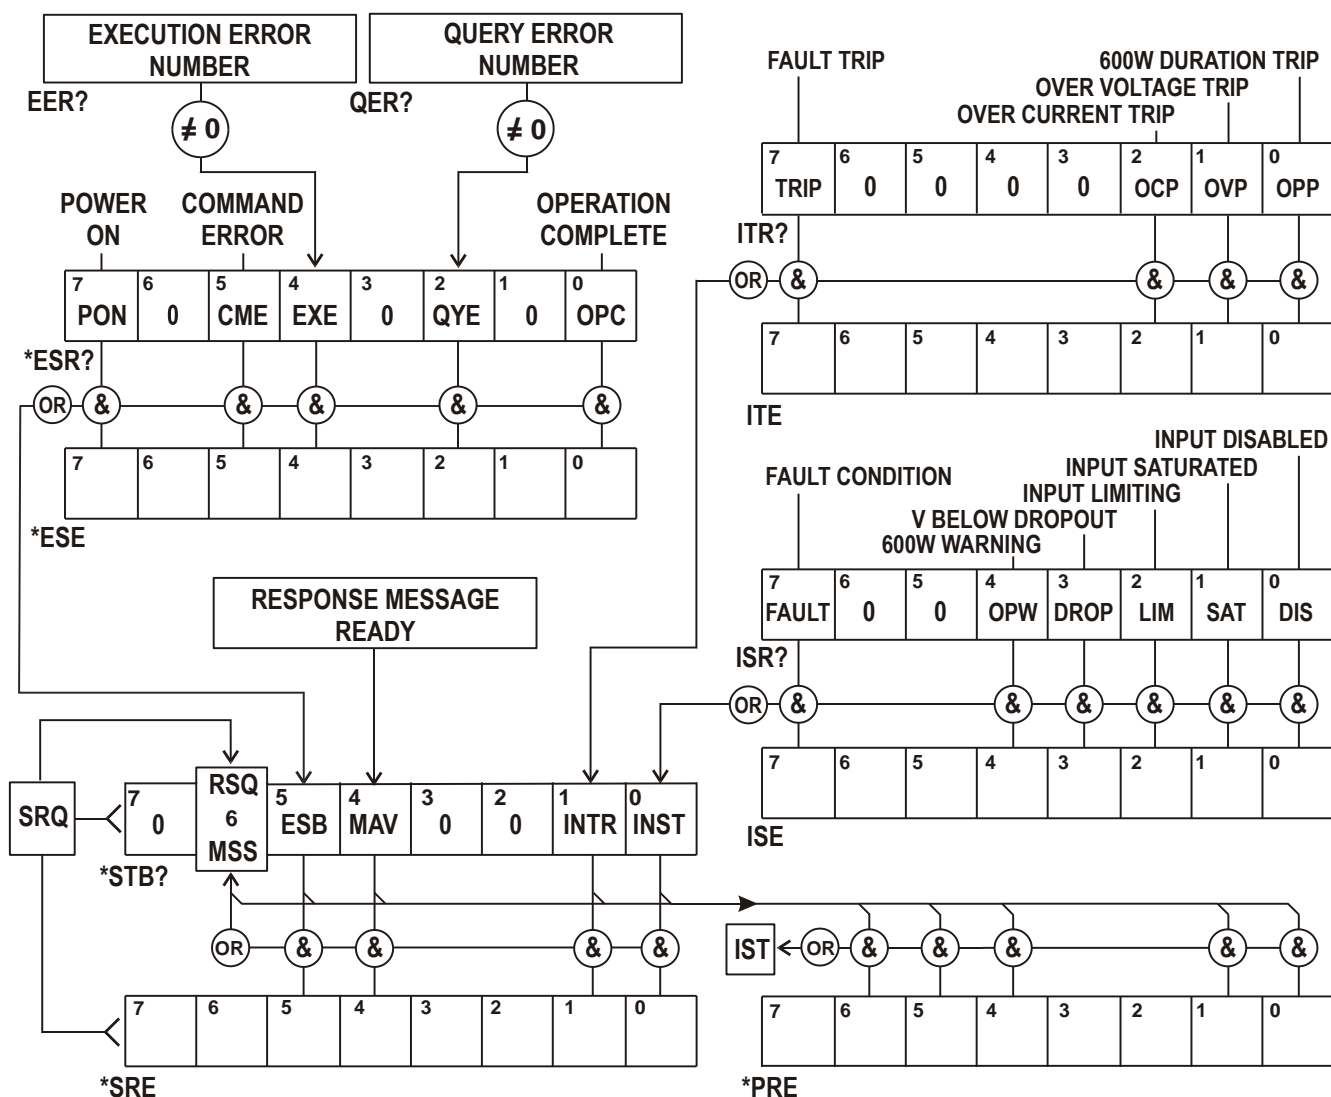 EXECUTION ERROR
NUMBER
EER?
≠ 0
QUERY ERROR
NUMBER
QER?
≠ 0
POWER
ON
COMMAND
ERROR
OPERATION
COMPLETE
7 6 5 4 3 2 1 0
PON 0 CME EXE 0 QYE 0 OPC
*ESR?
OR & & & & &
7 6 5 4 3 2 1 0
*ESE
FAULT TRIP
600W DURATION TRIP
OVER VOLTAGE TRIP
OVER CURRENT TRIP
7 6 5 4 3 2 1 0
TRIP 0 0 0 0 OCP OVP OPP
ITR?
OR & & & &
7 6 5 4 3 2 1 0
ITE
INPUT DISABLED
INPUT SATURATED
FAULT CONDITION
INPUT LIMITING
V BELOW DROPOUT
600W WARNING
7 6 5 4 3 2 1 0
FAULT 0 0 OPW DROP LIM SAT DIS
ISR?
OR & & & & & &
7 6 5 4 3 2 1 0
ISE
RESPONSE MESSAGE
READY
SRQ
7 RSQ 5 4 3 2 1 0
0 6 ESB MAV 0 0 INTR INST
MSS
*STB?
OR & & & &
7 6 5 4 3 2 1 0
*SRE
IST OR & & & & &
7 6 5 4 3 2 1 0
*PRE